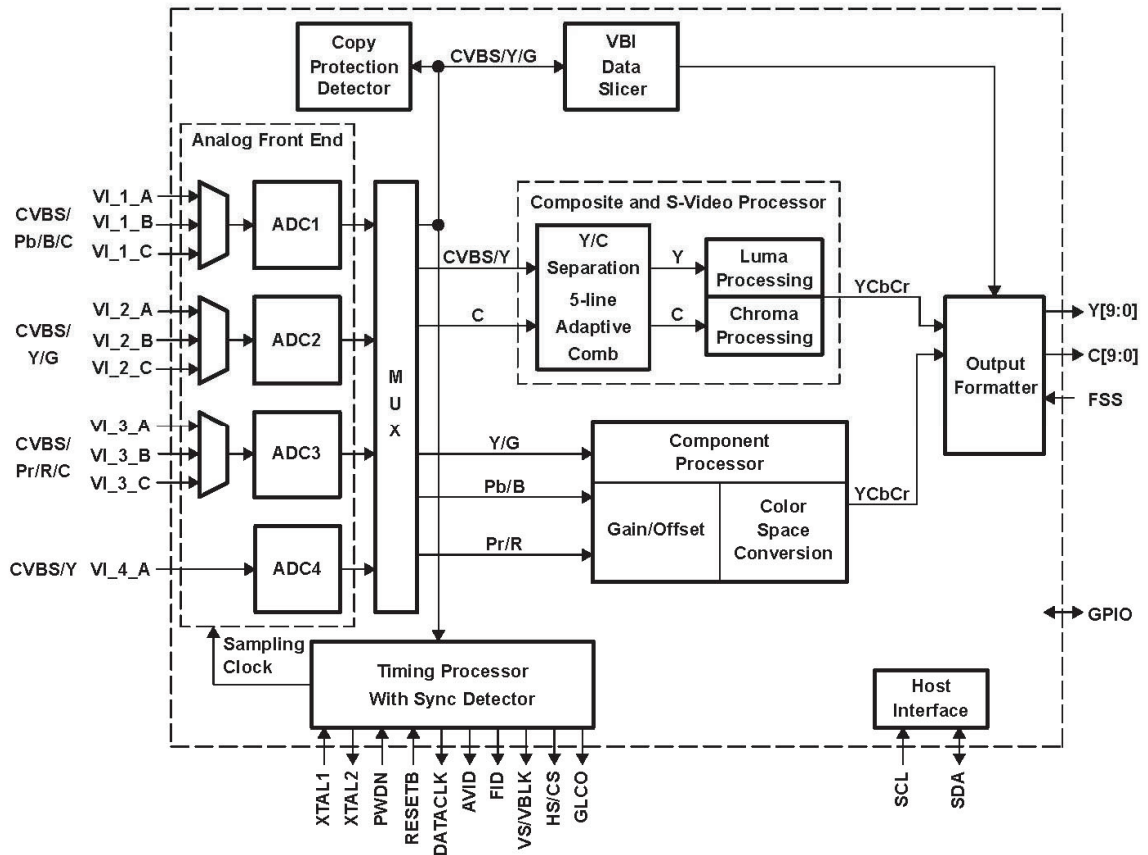 Copy
Protection
Detector
CVBS/Y/G
VBI
Data
Slicer
Analog Front End
CVBS/
Pb/B/C
VI_1_A
VI_1_B
VI_1_C
ADC1
CVBS/
Y/G
VI_2_A
VI_2_B
VI_2_C
ADC2
CVBS/
Pr/R/C
VI_3_A
VI_3_B
VI_3_C
ADC3
CVBS/Y
VI_4_A
ADC4
M
U
X
Composite and S-Video Processor
CVBS/Y
C
Y/C
Separation
5-line
Adaptive
Comb
Y
C
Luma
Processing
Chroma
Processing
YCbCr
Y/G
Pb/B
Pr/R
Component
Processor
Gain/Offset
Color
Space
Conversion
YCbCr
Output
Formatter
Y[9:0]
C[9:0]
FSS
GPIO
Sampling
Clock
Timing Processor
With Sync Detector
Host
Interface
XTAL1
XTAL2
PWDN
RESETB
DATACLK
AVID
FID
VS/VBLK
HS/CS
GLCO
SCL
SDA